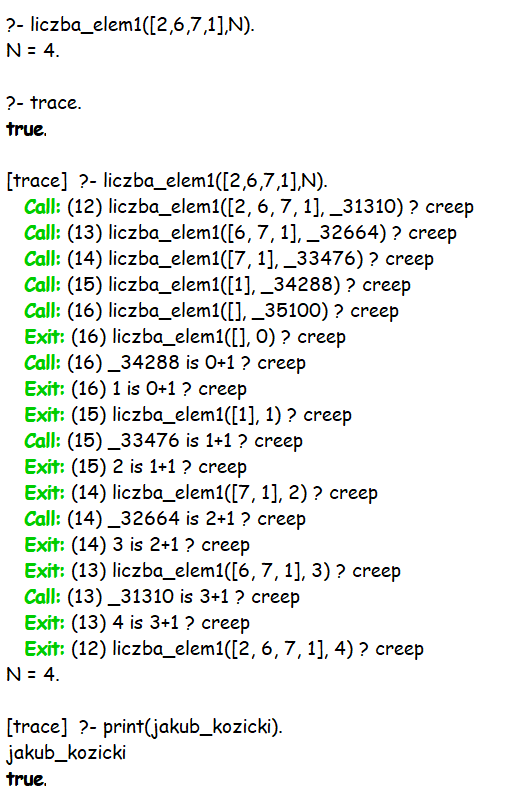 ?- liczba_elem1([2,6,7,1],N).
N = 4.
?- trace.
true.
[trace]  ?- liczba_elem1([2,6,7,1],N).
Call: (12) liczba_elem1([2, 6, 7, 1], _31310) ? creep
Call: (13) liczba_elem1([6, 7, 1], _32664) ? creep
Call: (14) liczba_elem1([7, 1], _33476) ? creep
Call: (15) liczba_elem1([1], _34288) ? creep
Call: (16) liczba_elem1([], _35100) ? creep
Exit: (16) liczba_elem1([], 0) ? creep
Call: (16) _34288 is 0+1 ? creep
Exit: (16) 1 is 0+1 ? creep
Exit: (15) liczba_elem1([1], 1) ? creep
Call: (15) _33476 is 1+1 ? creep
Exit: (15) 2 is 1+1 ? creep
Exit: (14) liczba_elem1([7, 1], 2) ? creep
Call: (14) _32664 is 2+1 ? creep
Exit: (14) 3 is 2+1 ? creep
Exit: (13) liczba_elem1([6, 7, 1], 3) ? creep
Call: (13) _31310 is 3+1 ? creep
Exit: (13) 4 is 3+1 ? creep
Exit: (12) liczba_elem1([2, 6, 7, 1], 4) ? creep
N = 4.
[trace]  ?- print(jakub_kozicki).
jakub_kozicki
true.